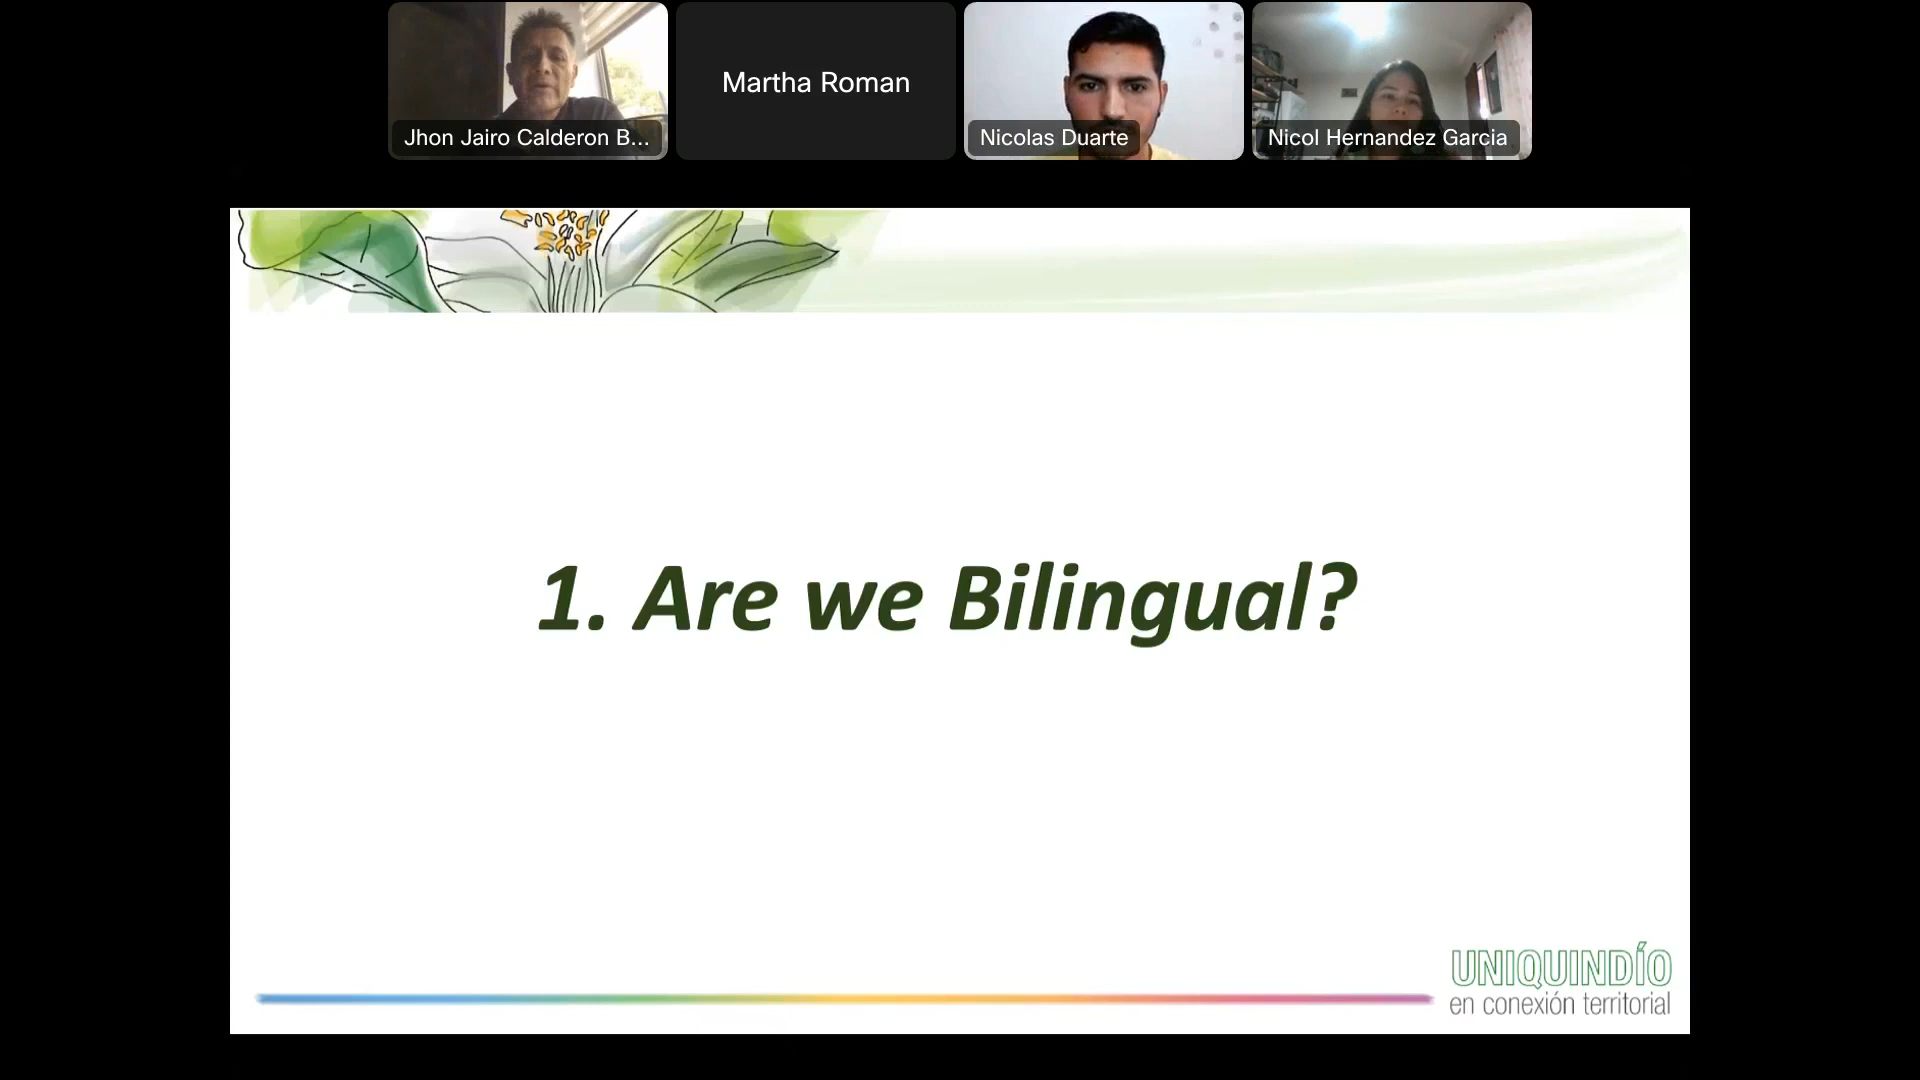 Jhon Jairo Calderon B...
Martha Roman
Nicolas Duarte
Nicol Hernandez Garcia
1. Are we Bilingual?
UNIQUINDÍO
en conexión territorial